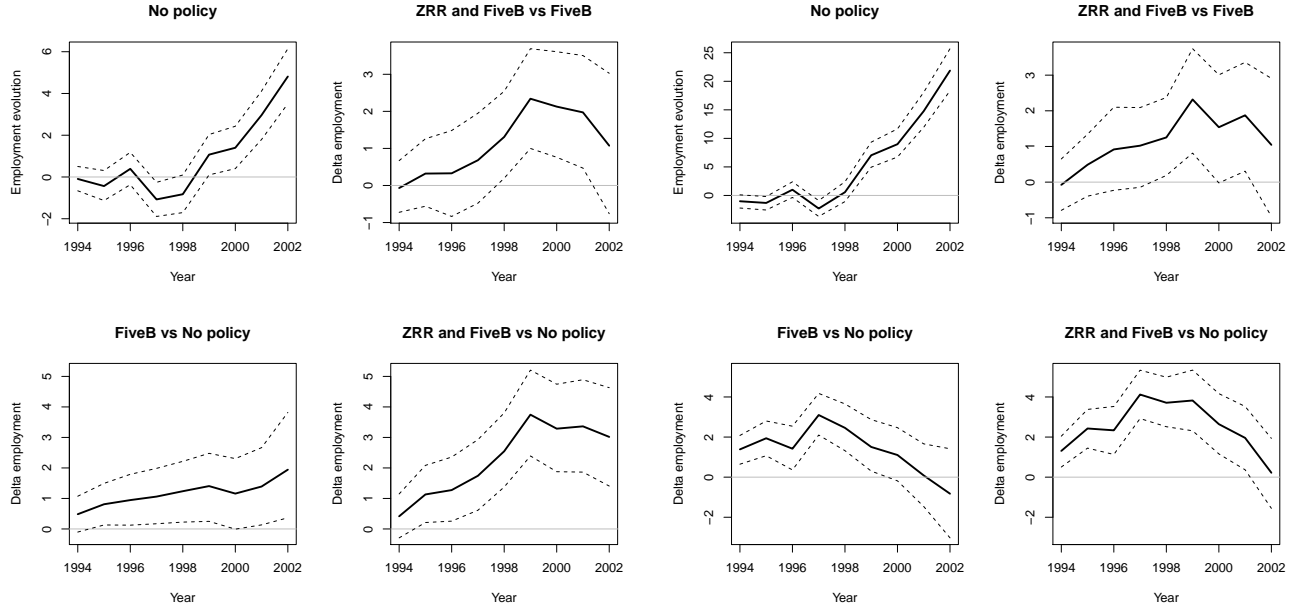 No policy
Employment evolution
6
4
2
0
−2
1994 1996 1998 2000 2002
Year
ZRR and FiveB vs FiveB
Delta employment
3
2
1
0
−1
1994 1996 1998 2000 2002
Year
No policy
Employment evolution
25
20
15
10
5
0
1994 1996 1998 2000 2002
Year
ZRR and FiveB vs FiveB
Delta employment
3
2
1
0
−1
1994 1996 1998 2000 2002
Year
FiveB vs No policy
Delta employment
5
4
3
2
1
0
1994 1996 1998 2000 2002
Year
ZRR and FiveB vs No policy
Delta employment
5
4
3
2
1
0
1994 1996 1998 2000 2002
Year
FiveB vs No policy
Delta employment
4
2
0
−2
1994 1996 1998 2000 2002
Year
ZRR and FiveB vs No policy
Delta employment
4
2
0
−2
1994 1996 1998 2000 2002
Year